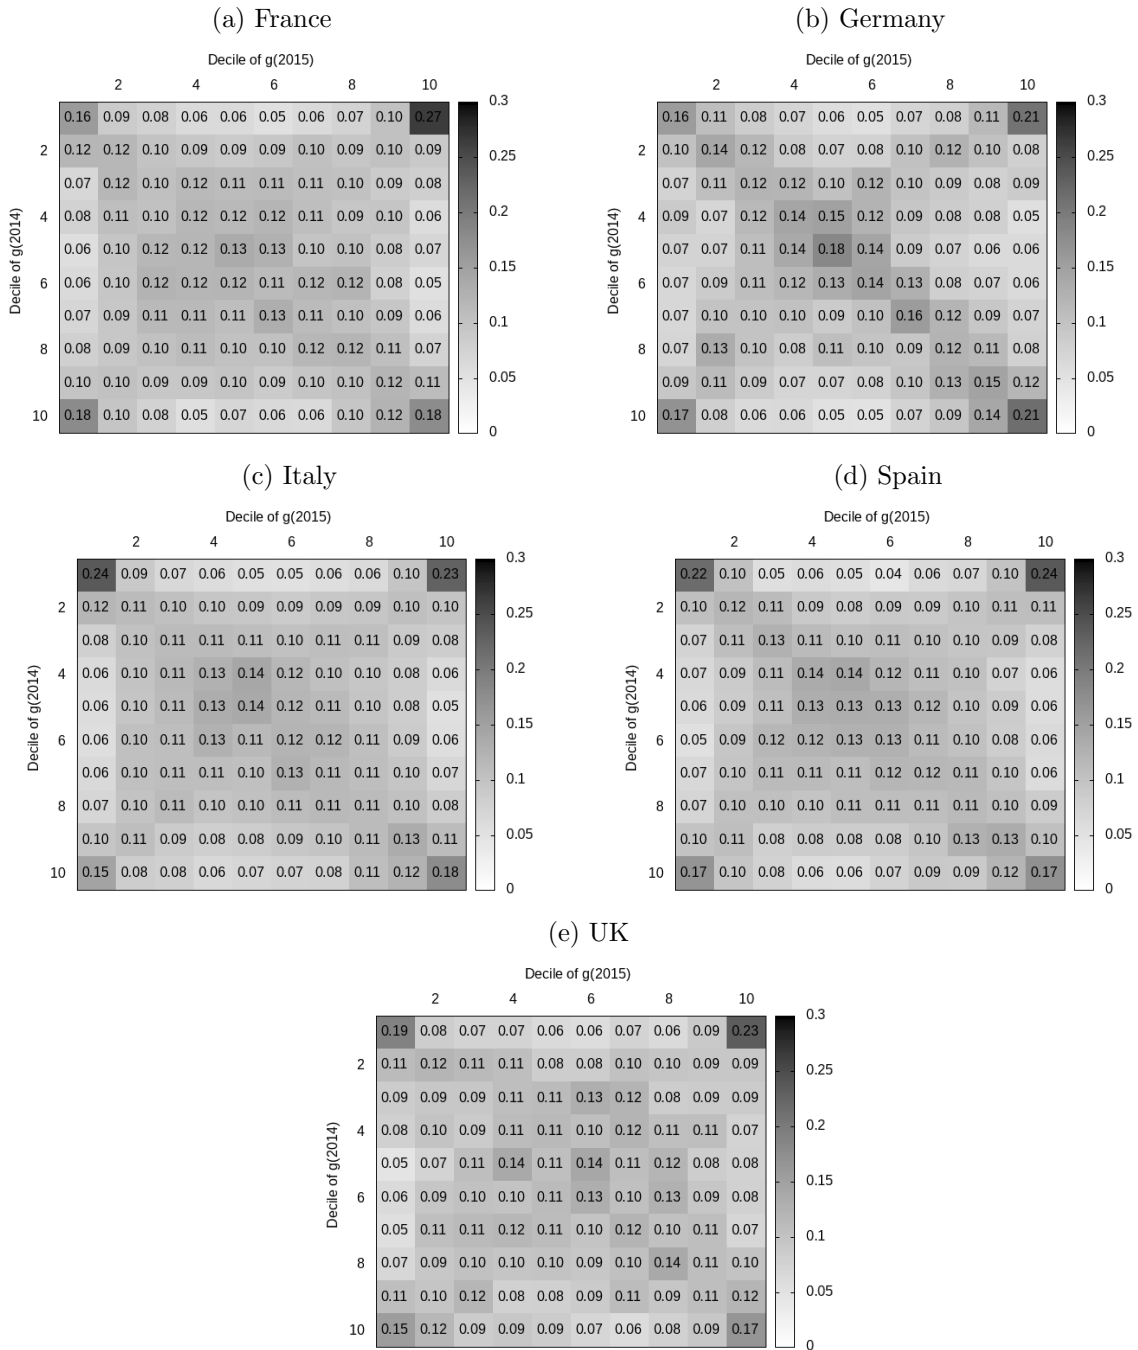 (a) France
Decile of g(2015)
2 4 6 8 10
0.16 0.09 0.08 0.06 0.06 0.05 0.06 0.07 0.10 0.27 0.3
2 0.12 0.12 0.10 0.09 0.09 0.09 0.10 0.09 0.10 0.09 0.25
0.07 0.12 0.10 0.12 0.11 0.11 0.11 0.10 0.09 0.08
4 0.08 0.11 0.10 0.12 0.12 0.12 0.11 0.09 0.10 0.06 0.2
0.06 0.10 0.12 0.12 0.13 0.13 0.10 0.10 0.08 0.07 0.15
6 0.06 0.10 0.12 0.12 0.12 0.11 0.12 0.12 0.08 0.05
0.07 0.09 0.11 0.11 0.11 0.13 0.11 0.10 0.09 0.06 0.1
8 0.08 0.09 0.10 0.11 0.10 0.10 0.12 0.12 0.11 0.07
0.10 0.10 0.09 0.09 0.10 0.09 0.10 0.10 0.12 0.11 0.05
10 0.18 0.10 0.08 0.05 0.07 0.06 0.06 0.10 0.12 0.18 0
Decile of g(2014)
(b) Germany
Decile of g(2015)
2 4 6 8 10
0.16 0.11 0.08 0.07 0.06 0.05 0.07 0.08 0.11 0.21 0.3
2 0.10 0.14 0.12 0.08 0.07 0.08 0.10 0.12 0.10 0.08 0.25
0.07 0.11 0.12 0.12 0.10 0.12 0.10 0.09 0.08 0.09
4 0.09 0.07 0.12 0.14 0.15 0.12 0.09 0.08 0.08 0.05 0.2
0.07 0.07 0.11 0.14 0.18 0.14 0.09 0.07 0.06 0.06 0.15
6 0.07 0.09 0.11 0.12 0.13 0.14 0.13 0.08 0.07 0.06
0.07 0.10 0.10 0.10 0.09 0.10 0.16 0.12 0.09 0.07 0.1
8 0.07 0.13 0.10 0.08 0.11 0.10 0.09 0.12 0.11 0.08
0.09 0.11 0.09 0.07 0.07 0.08 0.10 0.13 0.15 0.12 0.05
10 0.17 0.08 0.06 0.06 0.05 0.05 0.07 0.09 0.14 0.21 0
Decile of g(2014)
(c) Italy
Decile of g(2015)
2 4 6 8 10
0.24 0.09 0.07 0.06 0.05 0.05 0.06 0.06 0.10 0.23 0.3
2 0.12 0.11 0.10 0.10 0.09 0.09 0.09 0.09 0.10 0.10 0.25
0.08 0.10 0.11 0.11 0.11 0.10 0.11 0.11 0.09 0.08
4 0.06 0.10 0.11 0.13 0.14 0.12 0.10 0.10 0.08 0.06 0.2
0.06 0.10 0.11 0.13 0.14 0.12 0.11 0.10 0.08 0.05 0.15
6 0.06 0.10 0.11 0.13 0.11 0.12 0.12 0.11 0.09 0.06
0.06 0.10 0.11 0.11 0.10 0.13 0.11 0.11 0.10 0.07 0.1
8 0.07 0.10 0.11 0.10 0.10 0.11 0.11 0.11 0.10 0.08
0.10 0.11 0.09 0.08 0.08 0.09 0.10 0.11 0.13 0.11 0.05
10 0.15 0.08 0.08 0.06 0.07 0.07 0.08 0.11 0.12 0.18 0
Decile of g(2014)
(d) Spain
Decile of g(2015)
2 4 6 8 10
0.22 0.10 0.05 0.06 0.05 0.04 0.06 0.07 0.10 0.24 0.3
2 0.10 0.12 0.11 0.09 0.08 0.09 0.09 0.10 0.11 0.11 0.25
0.07 0.11 0.13 0.11 0.10 0.11 0.10 0.10 0.09 0.08
4 0.07 0.09 0.11 0.14 0.14 0.12 0.11 0.10 0.07 0.06 0.2
0.06 0.09 0.11 0.13 0.13 0.13 0.12 0.10 0.09 0.06 0.15
6 0.05 0.09 0.12 0.12 0.13 0.13 0.11 0.10 0.08 0.06
0.07 0.10 0.11 0.11 0.11 0.12 0.12 0.11 0.10 0.06 0.1
8 0.07 0.10 0.10 0.10 0.11 0.11 0.11 0.11 0.10 0.09
0.10 0.11 0.08 0.08 0.08 0.08 0.10 0.13 0.13 0.10 0.05
10 0.17 0.10 0.08 0.06 0.06 0.07 0.09 0.09 0.12 0.17 0
Decile of g(2014)
(e) UK
Decile of g(2015)
2 4 6 8 10
0.19 0.08 0.07 0.07 0.06 0.06 0.07 0.06 0.09 0.23 0.3
2 0.11 0.12 0.11 0.11 0.08 0.08 0.10 0.10 0.09 0.09 0.25
0.09 0.09 0.09 0.11 0.11 0.13 0.12 0.08 0.09 0.09
4 0.08 0.10 0.09 0.11 0.11 0.10 0.12 0.11 0.11 0.07 0.2
0.05 0.07 0.11 0.14 0.11 0.14 0.11 0.12 0.08 0.08 0.15
6 0.06 0.09 0.10 0.10 0.11 0.13 0.10 0.13 0.09 0.08
0.05 0.11 0.11 0.12 0.11 0.10 0.12 0.10 0.11 0.07 0.1
8 0.07 0.09 0.10 0.10 0.10 0.09 0.10 0.14 0.11 0.10
0.11 0.10 0.12 0.08 0.08 0.09 0.11 0.09 0.11 0.12 0.05
10 0.15 0.12 0.09 0.09 0.09 0.07 0.06 0.08 0.09 0.17 0
Decile of g(2014)